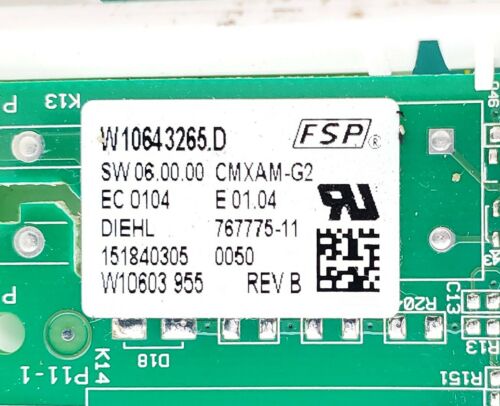 K13
P
W10643265.D FSP®
SW 06.00.00 CMXAM-G2
EC 0104 E 01.04
DIEHL 767775-11
151840305 0050
W10603 955 REV B
P
D18
K14
P11-1
C13
R13
R151